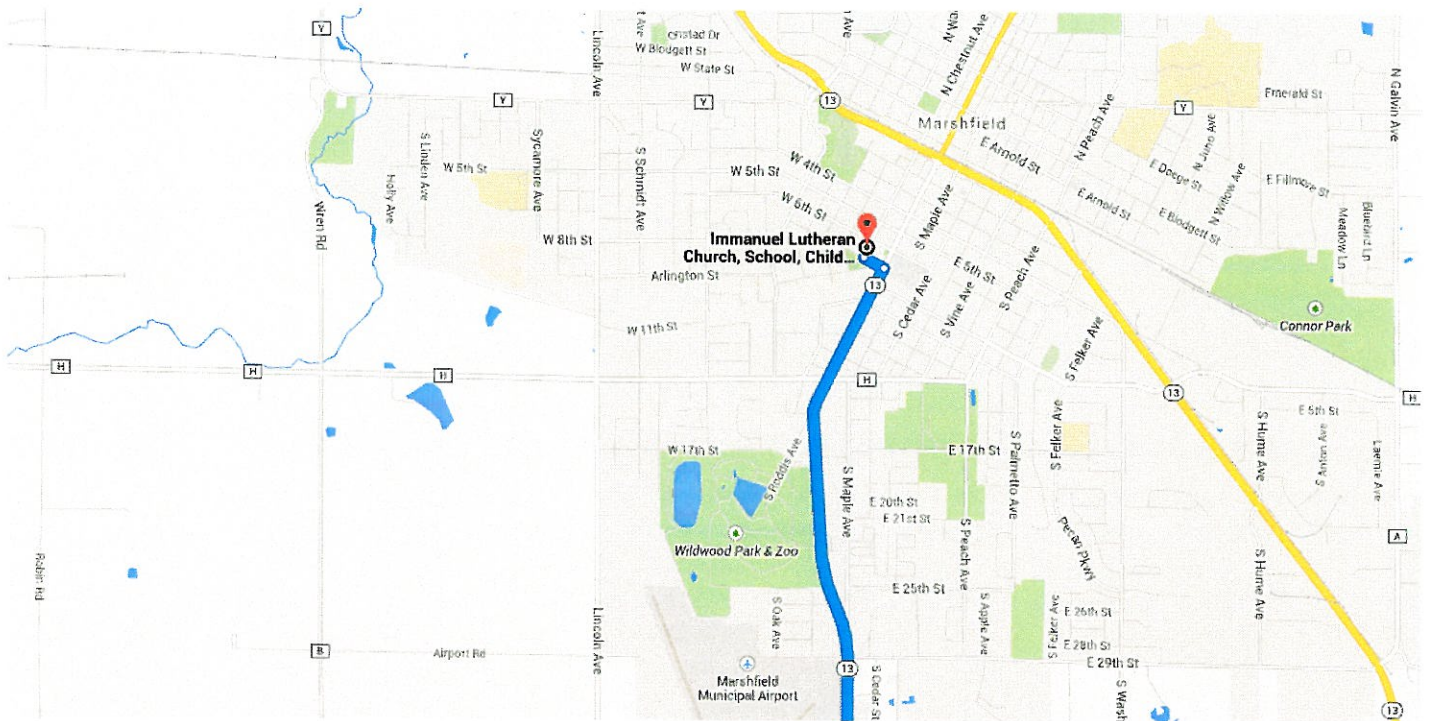 Y
Lincoln Ave
W Blodgett St
W State St
N Chestnut Ave
Y
Y
13
Y
Emerald St
N Galvin Ave
Marshfield
N Peach Ave
E Arnold St
N Juno Ave
S Linden Ave
Sycamore Ave
S Schmidt Ave
W 5th St
W 5th St
W 4th St
E Doege St
N Willow Ave
E Fillmore St
Holly Ave
W 6th St
S Maple Ave
E Arnold St
E Blodgett St
Meadow Ln
Bluebird Ln
Wren Rd
W 8th St
Immanuel Lutheran
Church, School, Child...
Arlington St
13
E 5th St
S Peach Ave
S Cedar Ave
S Vine Ave
W 11th St
Connor Park
S Felker Ave
H
H
H
H
13
H
E 5th St
S Hume Ave
S Anton Ave
Laemle Ave
W 17th St
S Roddis Ave
S Maple Ave
E 17th St
S Palmetto Ave
S Felker Ave
E 20th St
E 21st St
Pecan Pkwy
A
Wildwood Park & Zoo
S Peach Ave
Robin Rd
E 25th St
S Hume Ave
S Oak Ave
S Apple Ave
E 26th St
S Felker Ave
E 28th St
Lincoln Ave
B
Airport Rd
Marshfield
Municipal Airport
13
S Cedar St
E 29th St
S Wash
13